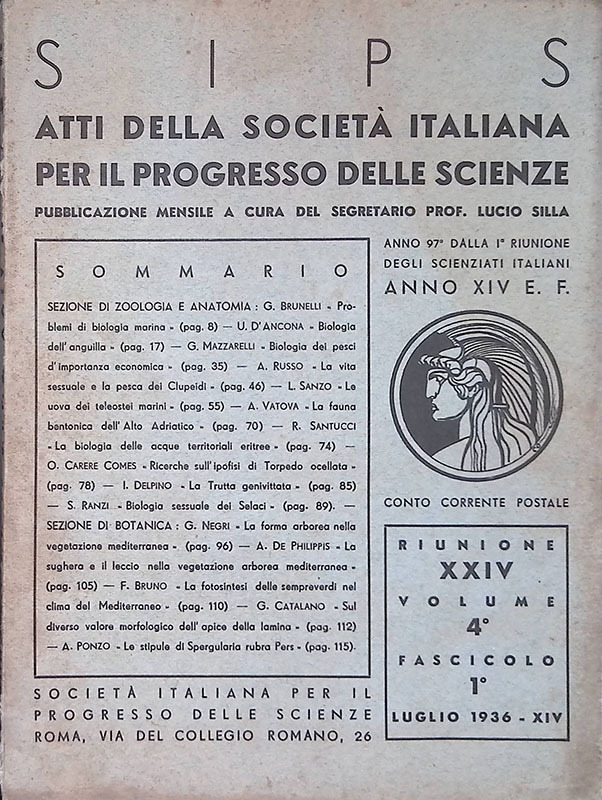 S I P S
ATTI DELLA SOCIETÀ ITALIANA
PER IL PROGRESSO DELLE SCIENZE
PUBBLICAZIONE MENSILE A CURA DEL SEGRETARIO PROF. LUCIO SILLA
SOMMARIO
SEZIONE DI ZOOLOGIA E ANATOMIA : G. BRUNELLI - Pro-
blemi di biologia marina - (pag. 8) — U. D'ANCONA - Biologia
dell'anguilla - (pag. 17) — G. MAZZARELLI - Biologia dei pesci
d'importanza economica - (pag. 35) — A. RUSSO - La vita
sessuale e la pesca dei Clupeidi - (pag. 46) — L. SANZO - Le
uova dei teleostei marini - (pag. 55) — A. VATOVA - La fauna
bentonica dell'Alto Adriatico - (pag. 70) — R. SANTUCCI
- La biologia delle acque territoriali eritree - (pag. 74) —
O. CARERE COMES - Ricerche sull'ipofisi di Torpedo ocellata -
(pag. 78) — I. DELPINO - La Trutta genivittata - (pag. 85)
— S. RANZI - Biologia sessuale dei Selaci - (pag. 89). —
SEZIONE DI BOTANICA : G. NEGRI - La forma arborea nella
vegetazione mediterranea - (pag. 96) — A. DE PHILIPPIS - La
sughera e il leccio nella vegetazione arborea mediterranea -
(pag. 105) — F. BRUNO - La fotosintesi delle sempreverdi nel
clima del Mediterraneo - (pag. 110) — G. CATALANO - Sul
diverso valore morfologico dell'apice della lamina - (pag. 112)
— A. PONZO - Le stipule di Spergularia rubra Pers - (pag. 115).
SOCIETÀ ITALIANA PER IL
PROGRESSO DELLE SCIENZE
ROMA, VIA DEL COLLEGIO ROMANO, 26
ANNO 97° DALLA 1ª RIUNIONE
DEGLI SCIENZIATI ITALIANI
ANNO XIV E. F.
CONTO CORRENTE POSTALE
RIUNIONE
XXIV
VOLUME
4°
FASCICOLO
1°
LUGLIO 1936 - XIV